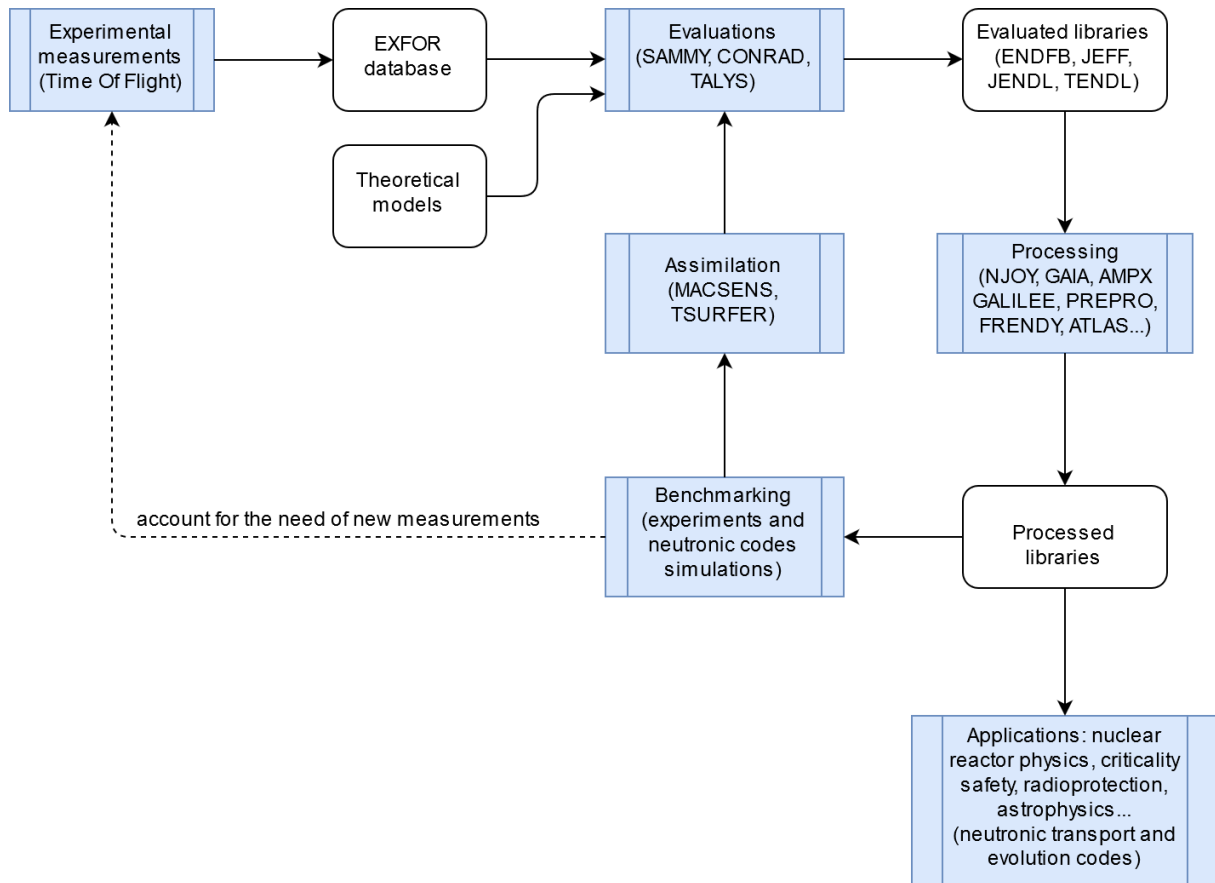 Experimental
measurements
(Time Of Flight)
EXFOR
database
Evaluations
(SAMMY, CONRAD,
TALYS)
Evaluated libraries
(ENDFB, JEFF,
JENDL, TENDL)
Theoretical
models
Assimilation
(MACSENS,
TSURFER)
Processing
(NJOY, GAIA, AMPX
GALILEE, PREPRO,
FRENDY, ATLAS...)
account for the need of new measurements
Benchmarking
(experiments and
neutronic codes
simulations)
Processed
libraries
Applications: nuclear
reactor physics, criticality
safety, radioprotection,
astrophysics...
(neutronic transport and
evolution codes)